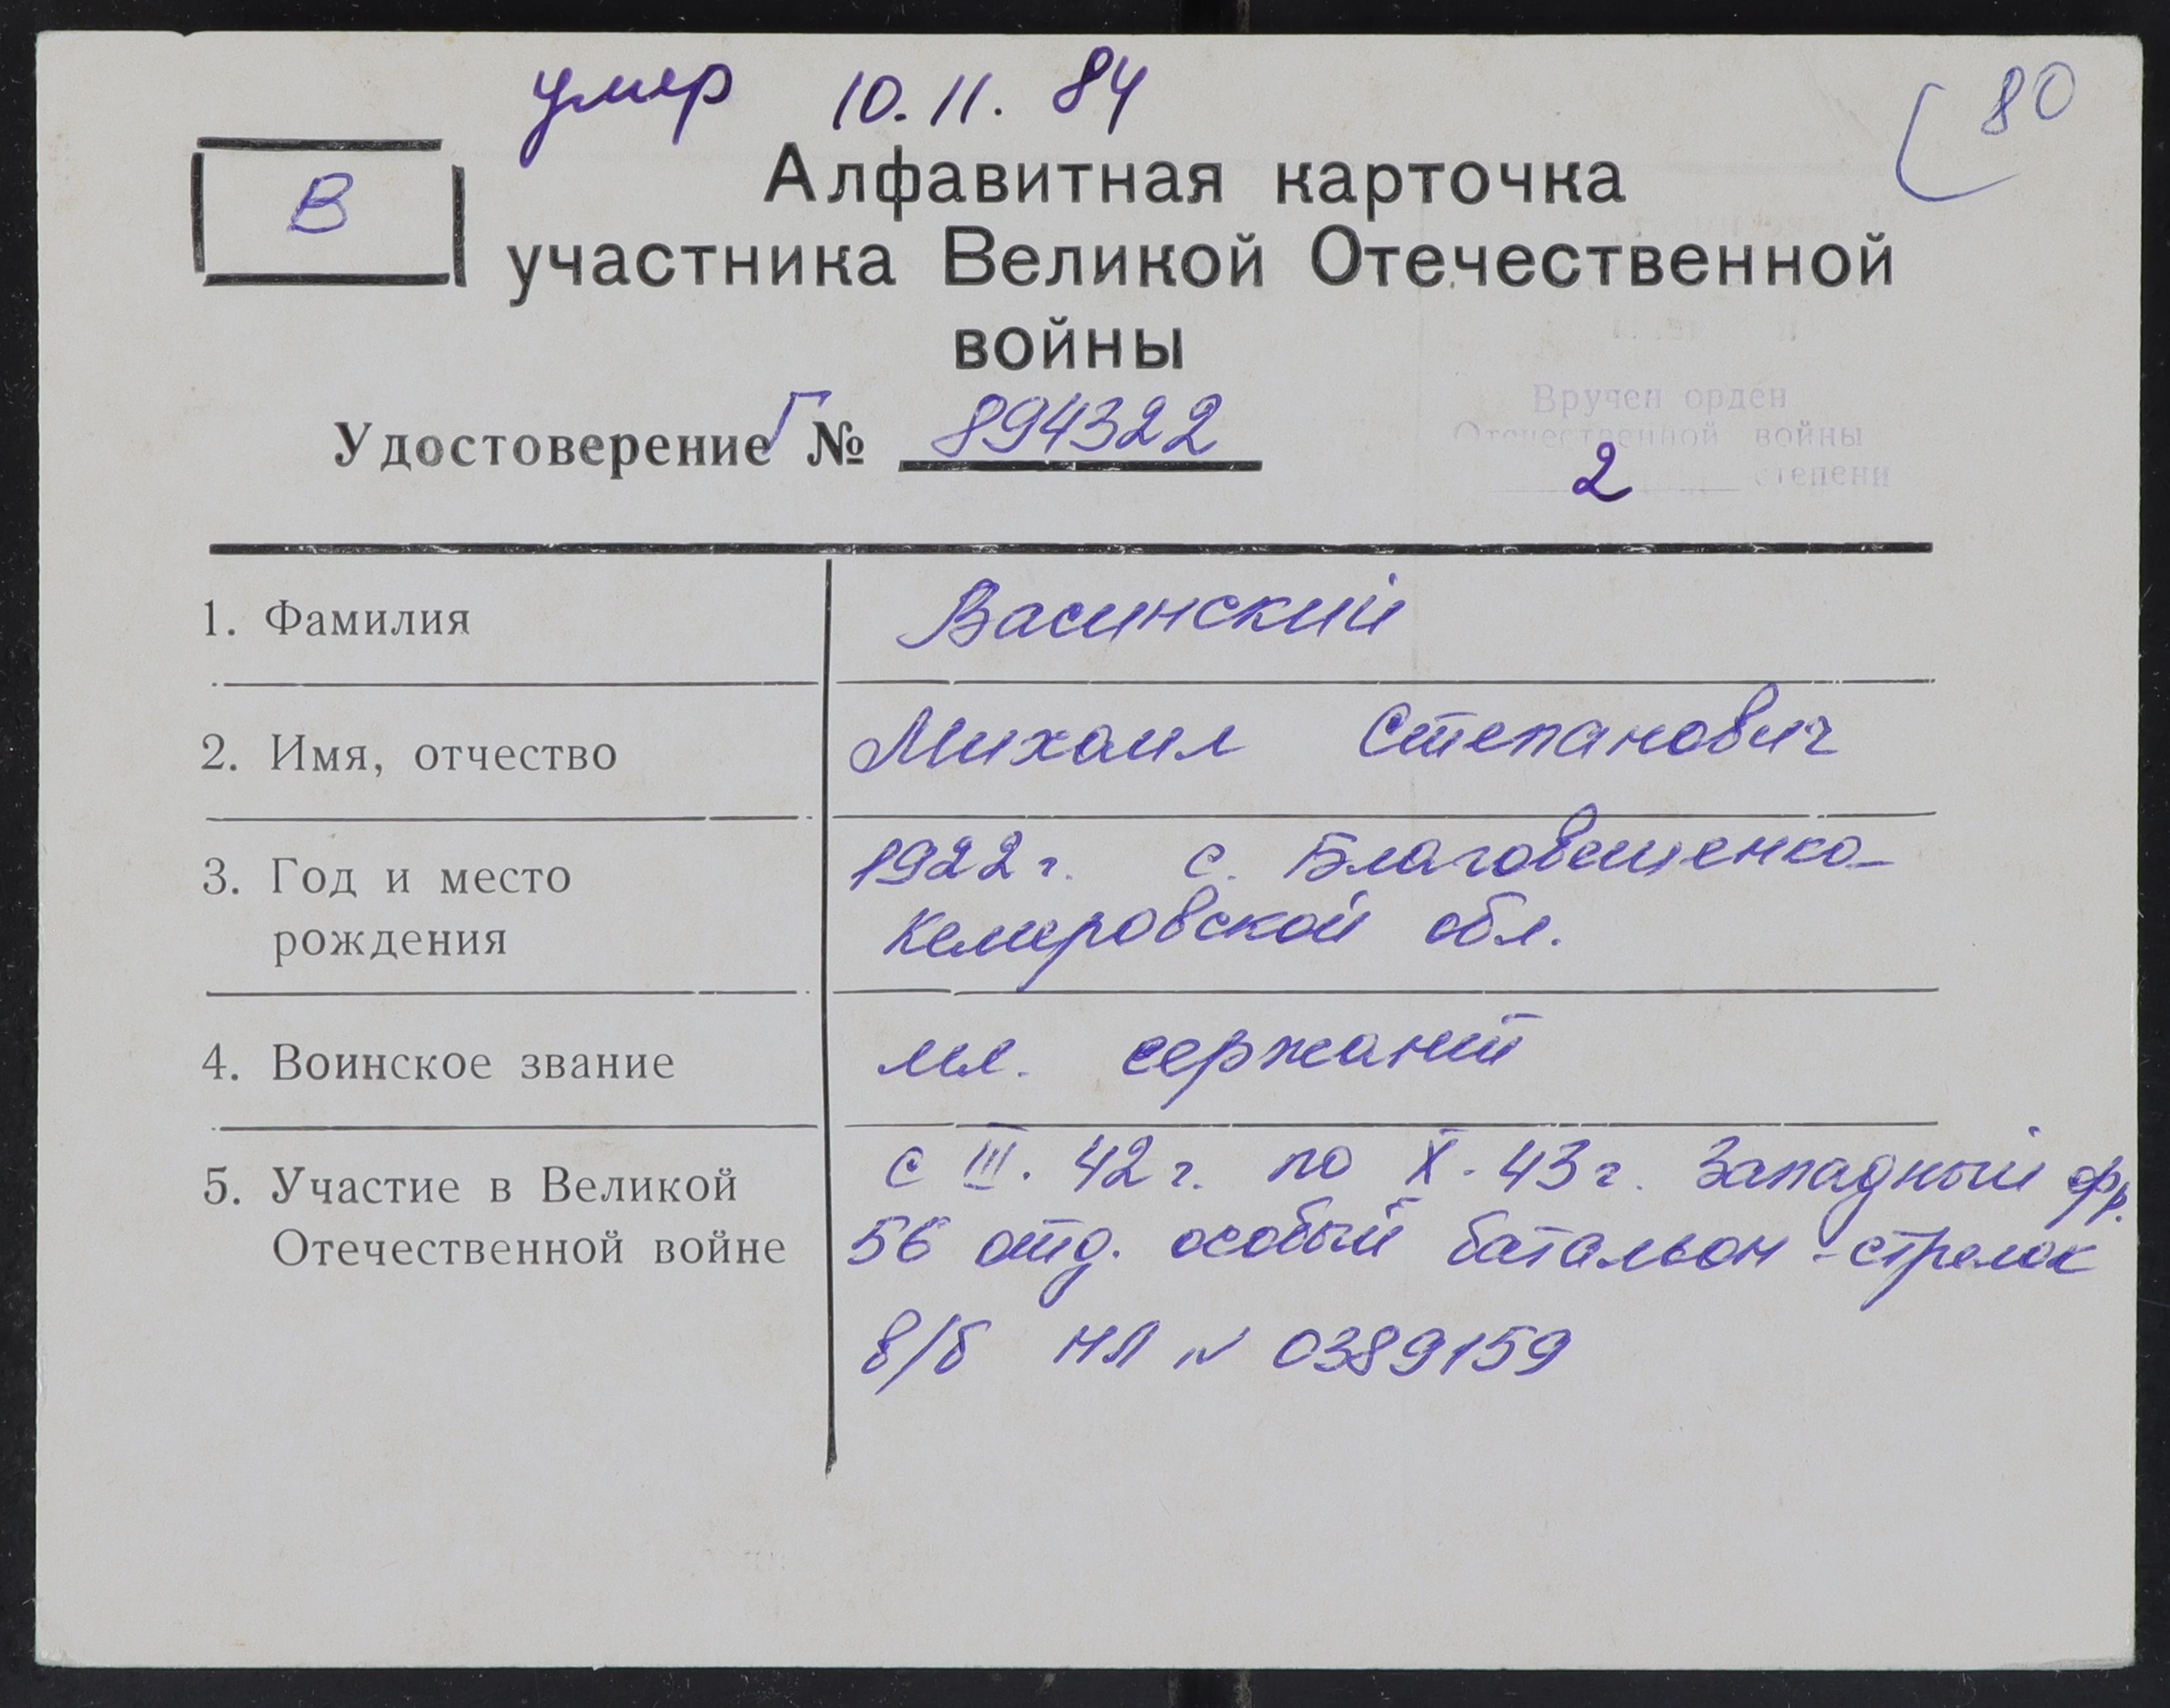 умер 10.11.84
80
В
Алфавитная карточка
участника Великой Отечественной
войны
Удостоверение Г № 894322
Вручен орден
Отечественной войны
2 степени
1. Фамилия Васинский
2. Имя, отчество Михаил Степанович
3. Год и место 1922 г. с. Благовещенко-
рождения Кемеровской обл.
4. Воинское звание мл. сержант
5. Участие в Великой с III. 42 г. по X. 43 г. Западный фр.
Отечественной войне 56 отд. особый батальон - стрелок
в/б НЛ № 0389159